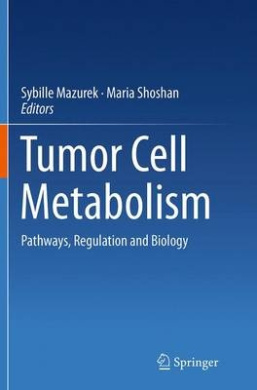 Sybille Mazurek · Maria Shoshan
Editors
Tumor Cell
Metabolism
Pathways, Regulation and Biology
Springer